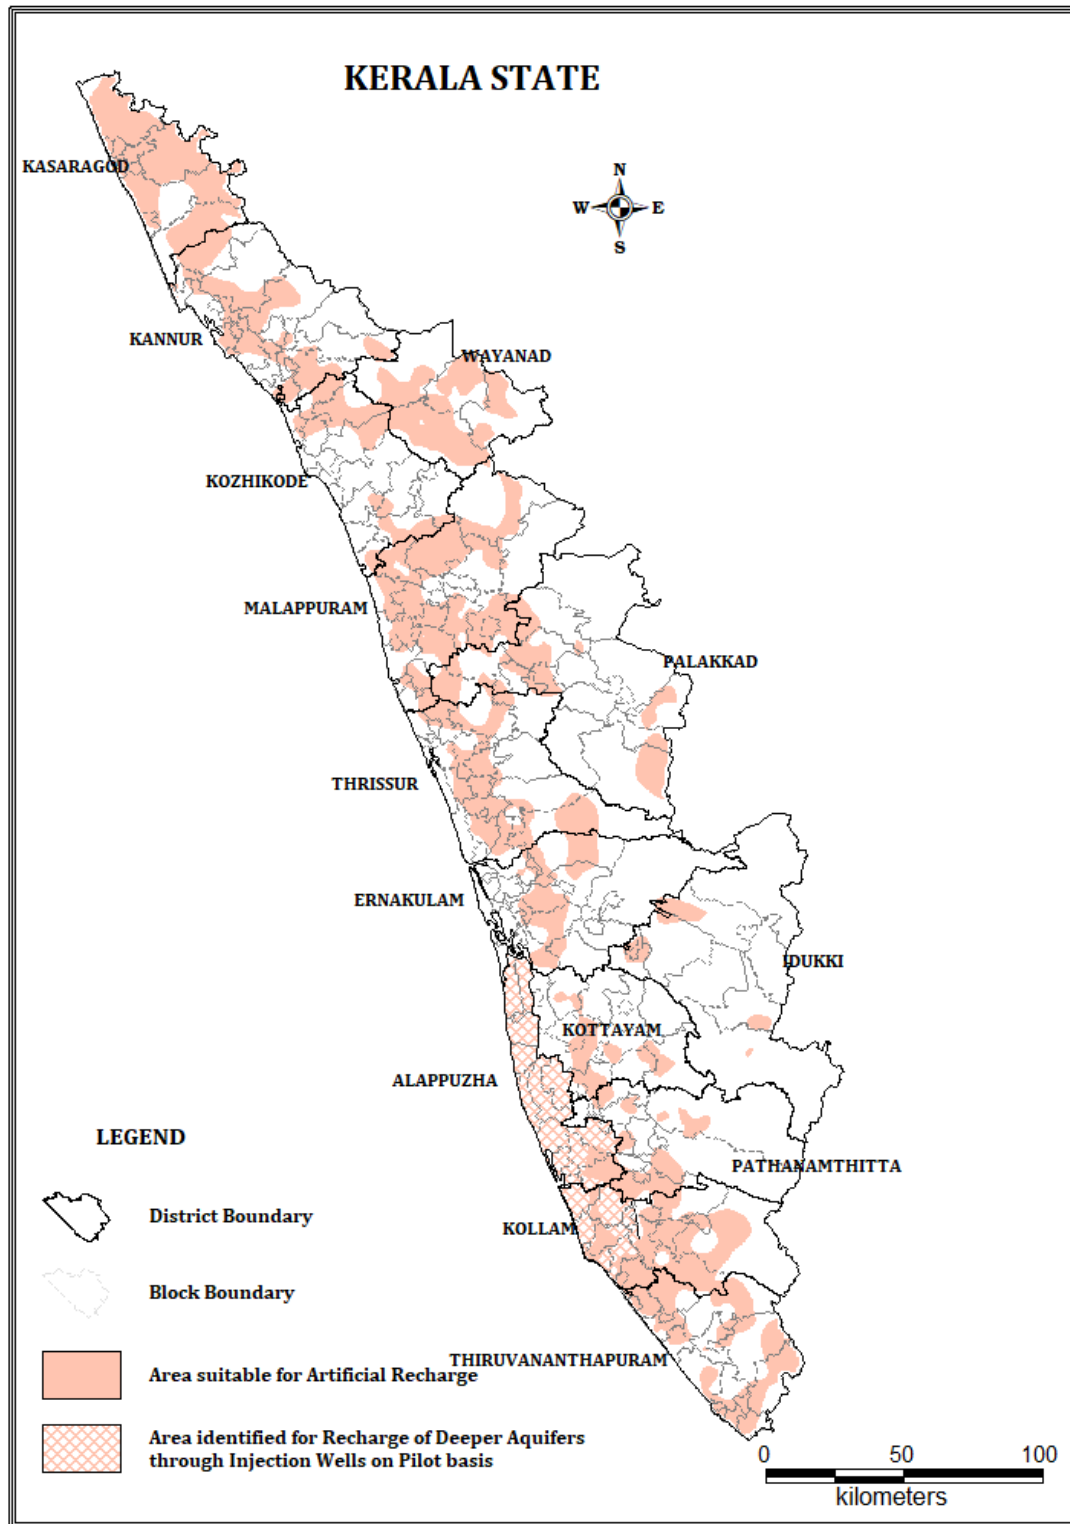 KERALA STATE
N
W E
S
KASARAGOD
KANNUR
WAYANAD
KOZHIKODE
MALAPPURAM
PALAKKAD
THRISSUR
ERNAKULAM
IDUKKI
KOTTAYAM
ALAPPUZHA
PATHANAMTHITTA
KOLLAM
THIRUVANANTHAPURAM
LEGEND
District Boundary
Block Boundary
Area suitable for Artificial Recharge
Area identified for Recharge of Deeper Aquifers
through Injection Wells on Pilot basis
0 50 100
kilometers